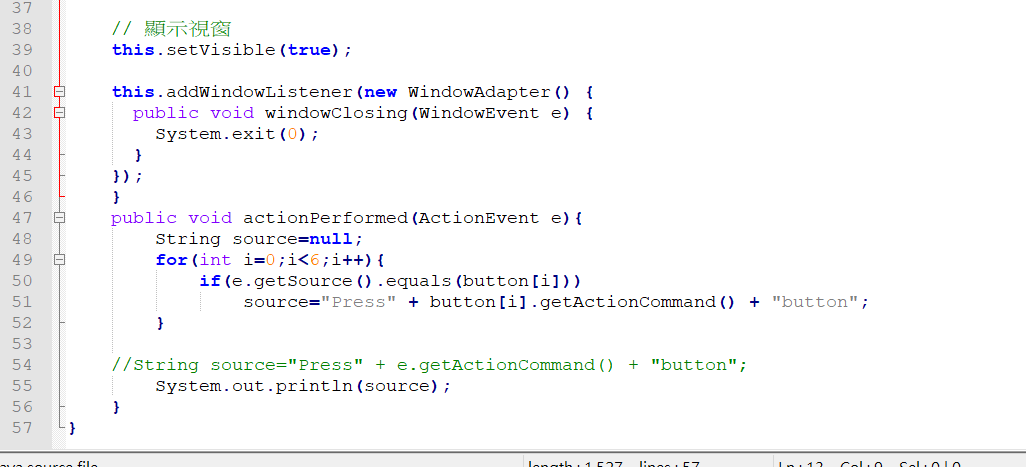 37
38 // 顯示視窗
39 this.setVisible(true);
40
41 this.addWindowListener(new WindowAdapter() {
42 public void windowClosing(WindowEvent e) {
43 System.exit(0);
44 }
45 });
46 }
47 public void actionPerformed(ActionEvent e){
48 String source=null;
49 for(int i=0;i<6;i++){
50 if(e.getSource().equals(button[i]))
51 source="Press" + button[i].getActionCommand() + "button";
52 }
53
54 //String source="Press" + e.getActionCommand() + "button";
55 System.out.println(source);
56 }
57 }
ava source file length : 1,527 lines : 57 Ln : 13 Col : 9 Sel : 0 | 0